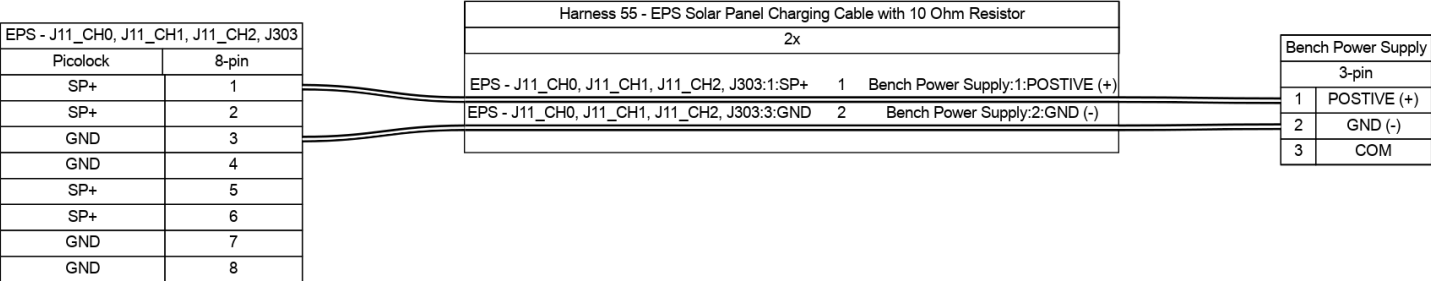 EPS - J11_CH0, J11_CH1, J11_CH2, J303
Picolock 8-pin
SP+ 1
SP+ 2
GND 3
GND 4
SP+ 5
SP+ 6
GND 7
GND 8
Harness 55 - EPS Solar Panel Charging Cable with 10 Ohm Resistor
2x
EPS - J11_CH0, J11_CH1, J11_CH2, J303:1:SP+ 1 Bench Power Supply:1:POSTIVE (+)
EPS - J11_CH0, J11_CH1, J11_CH2, J303:3:GND 2 Bench Power Supply:2:GND (-)
Bench Power Supply
3-pin
1 POSTIVE (+)
2 GND (-)
3 COM